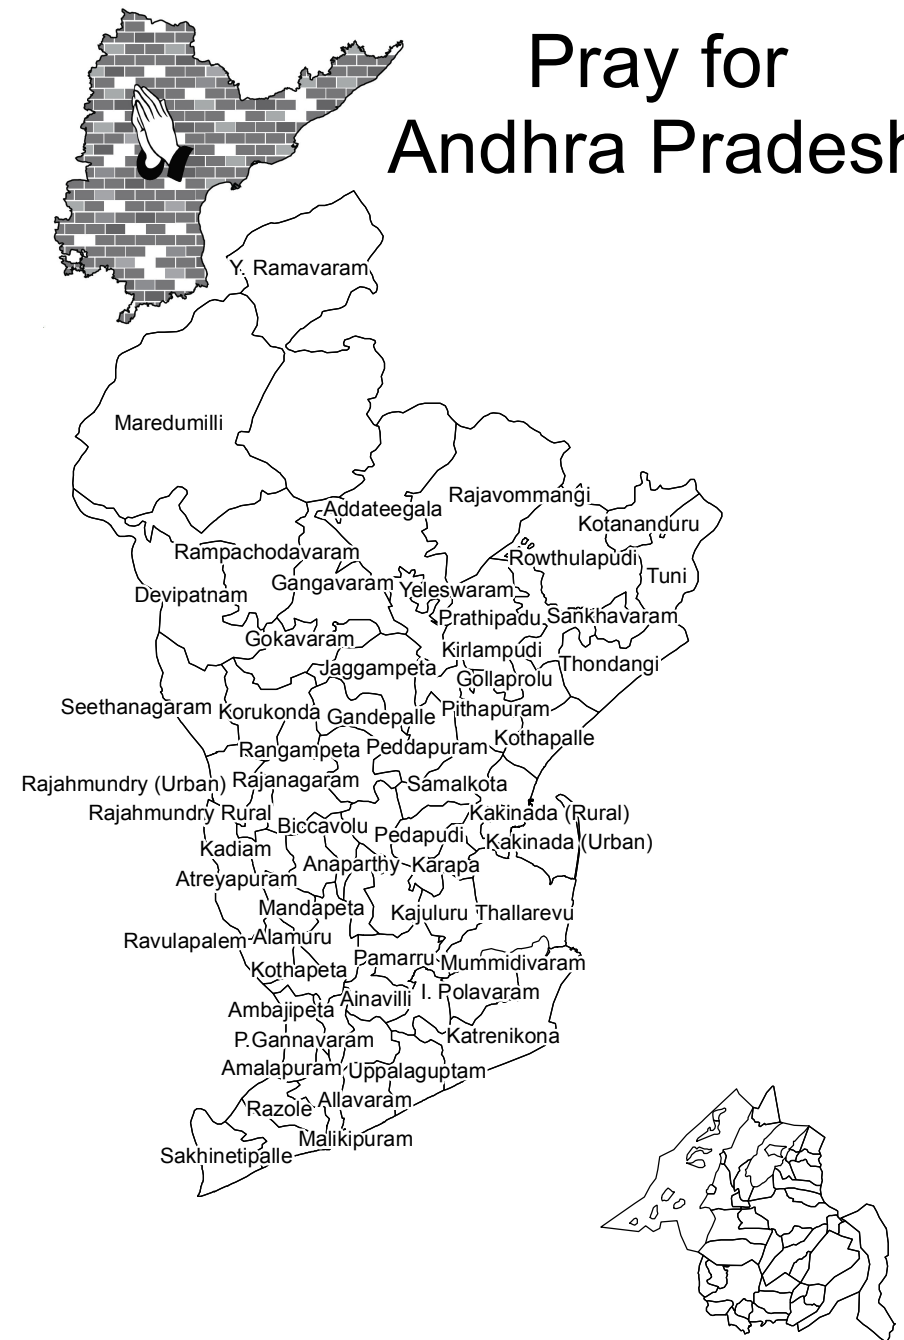 Pray for
Andhra Pradesh
Y. Ramavaram
Maredumilli
Rajavommangi
Addateegala
Kotananduru
Rampachodavaram
Rowthulapudi
Tuni
Gangavaram
Yeleswaram
Devipatnam
Prathipadu
Sankhavaram
Gokavaram
Kirlampudi
Thondangi
Jaggampeta
Gollaprolu
Seethanagaram
Korukonda
Gandepalle
Pithapuram
Kothapalle
Rangampeta
Peddapuram
Rajahmundry (Urban)
Rajanagaram
Samalkota
Rajahmundry Rural
Kakinada (Rural)
Biccavolu
Pedapudi
Kakinada (Urban)
Kadiam
Anaparthy
Karapa
Atreyapuram
Mandapeta
Kajuluru
Thallarevu
Ravulapalem
Alamuru
Pamarru
Mummidivaram
Kothapeta
Ainavilli
I. Polavaram
Ambajipeta
P.Gannavaram
Katrenikona
Amalapuram
Uppalaguptam
Razole
Allavaram
Malikipuram
Sakhinetipalle